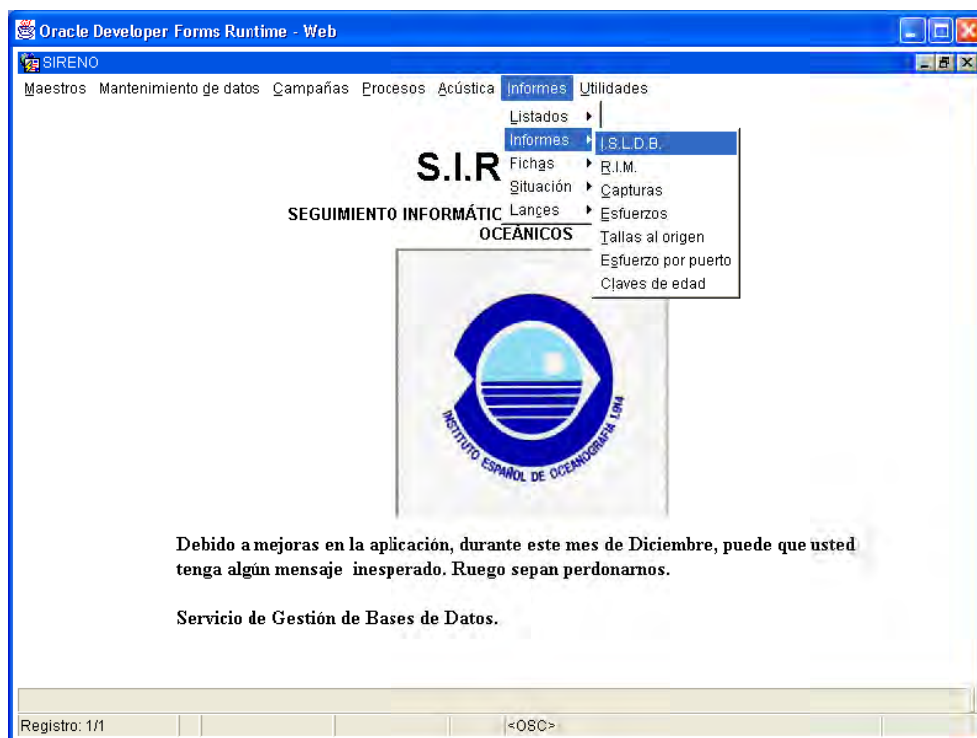 Oracle Developer Forms Runtime - Web
SIRENO
Maestros Mantenimiento de datos Campañas Procesos Acústica Informes Utilidades
Listados
Informes
Fichas
Situación
Lances
I.S.L.D.B.
R.I.M.
Capturas
Esfuerzos
Tallas al origen
Esfuerzo por puerto
Claves de edad
S.I.R
SEGUIMIENTO INFORMÁTIC
OCEÁNICOS
INSTITUTO ESPAÑOL DE OCEANOGRAFIA 1.914
Debido a mejoras en la aplicación, durante este mes de Diciembre, puede que usted
tenga algún mensaje inesperado. Ruego sepan perdonarnos.
Servicio de Gestión de Bases de Datos.
Registro: 1/1
<OSC>